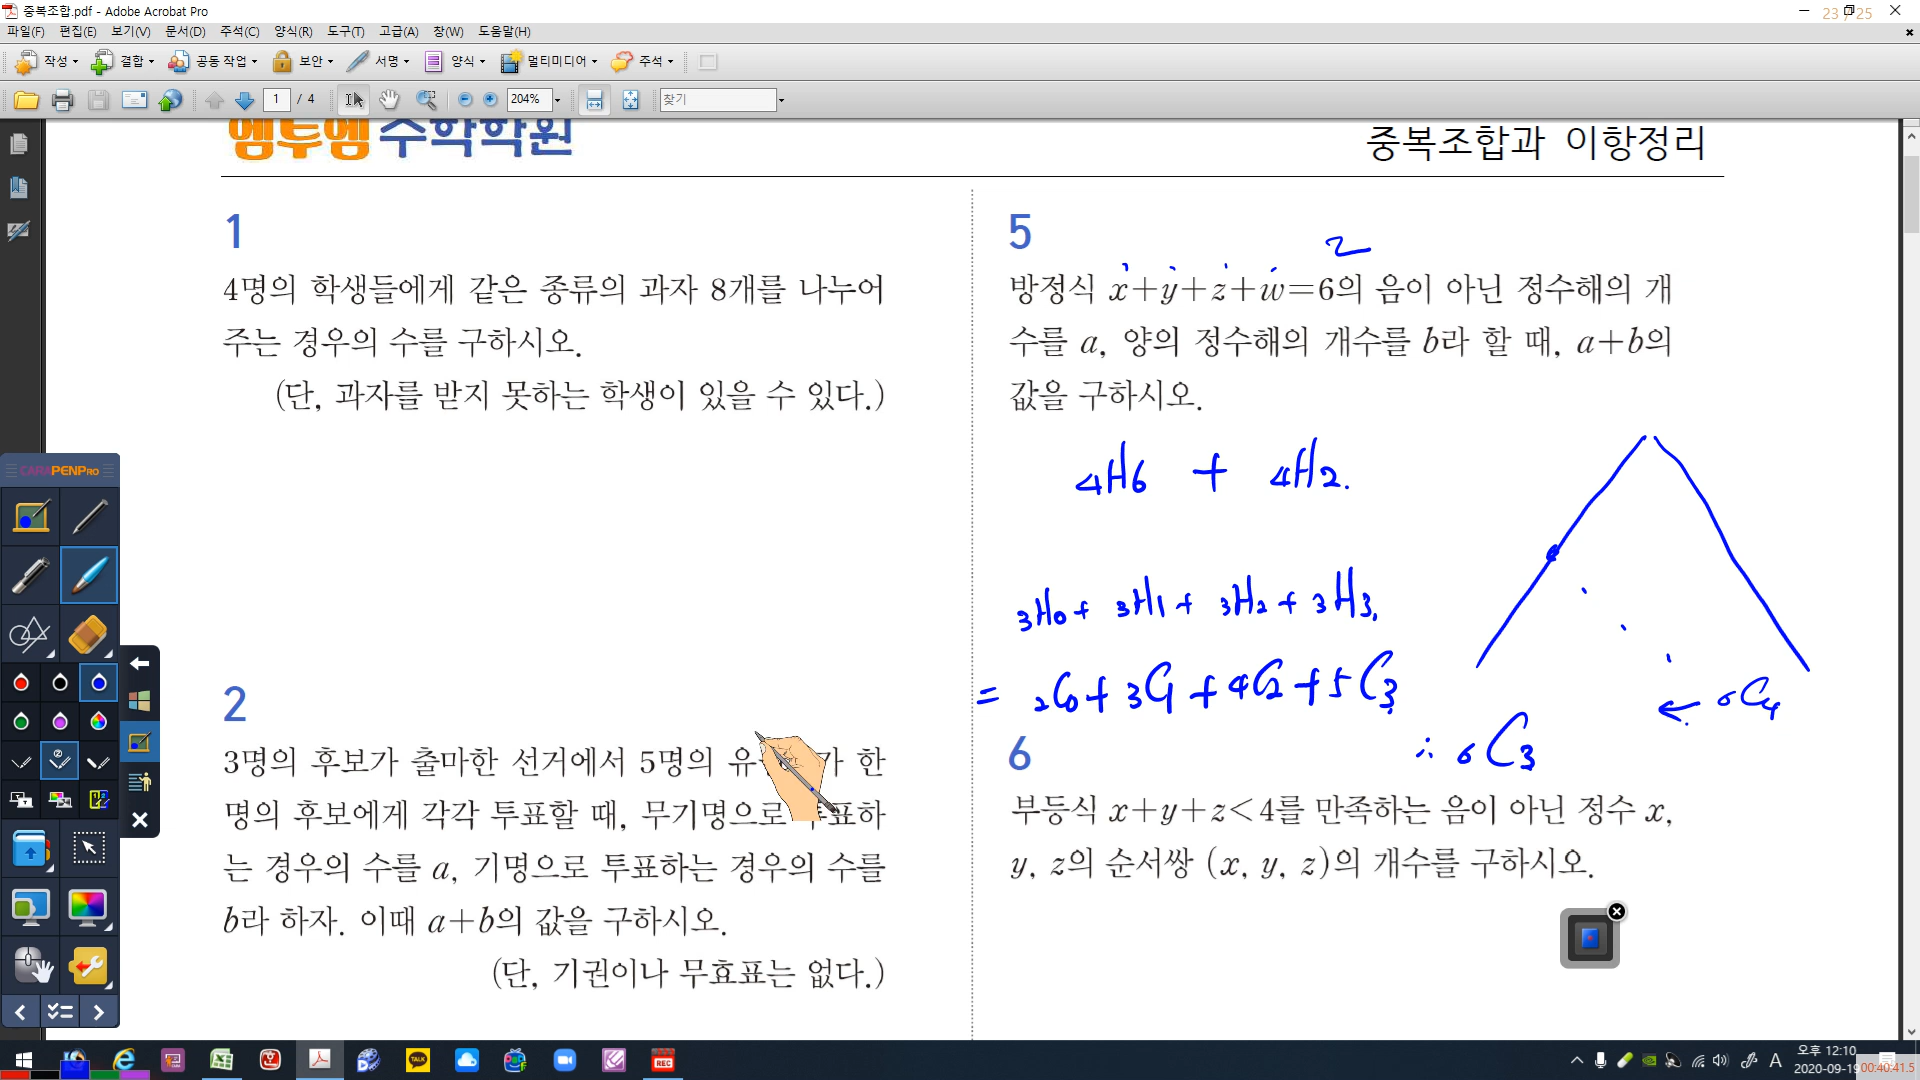 중복조합.pdf - Adobe Acrobat Pro
23 / 25
파일(F) 편집(E) 보기(V) 문서(D) 주석(C) 양식(R) 도구(T) 고급(A) 창(W) 도움말(H)
작성 결합 공동 작업 보안 서명 양식 멀티미디어 주석
1 / 4 204% 찾기
엠투엠 수학학원
중복조합과 이항정리
1
4명의 학생들에게 같은 종류의 과자 8개를 나누어
주는 경우의 수를 구하시오.
(단, 과자를 받지 못하는 학생이 있을 수 있다.)
2
3명의 후보가 출마한 선거에서 5명의 유 가 한
명의 후보에게 각각 투표할 때, 무기명으로 투표하
는 경우의 수를 a, 기명으로 투표하는 경우의 수를
b라 하자. 이때 a+b의 값을 구하시오.
(단, 기권이나 무효표는 없다.)
5
2
방정식 x+y+z+w=6의 음이 아닌 정수해의 개
수를 a, 양의 정수해의 개수를 b라 할 때, a+b의
값을 구하시오.
4H6 + 4H2.
3H0 + 3H1 + 3H2 + 3H3,
= 2C0 + 3C1 + 4C2 + 5C3
← 6C4
∴ 6C3
6
부등식 x+y+z<4를 만족하는 음이 아닌 정수 x,
y, z의 순서쌍 (x, y, z)의 개수를 구하시오.
CARAPENPRO
②
TALK
REC
A
오후 12:10
2020-09-19
00:40:41.5